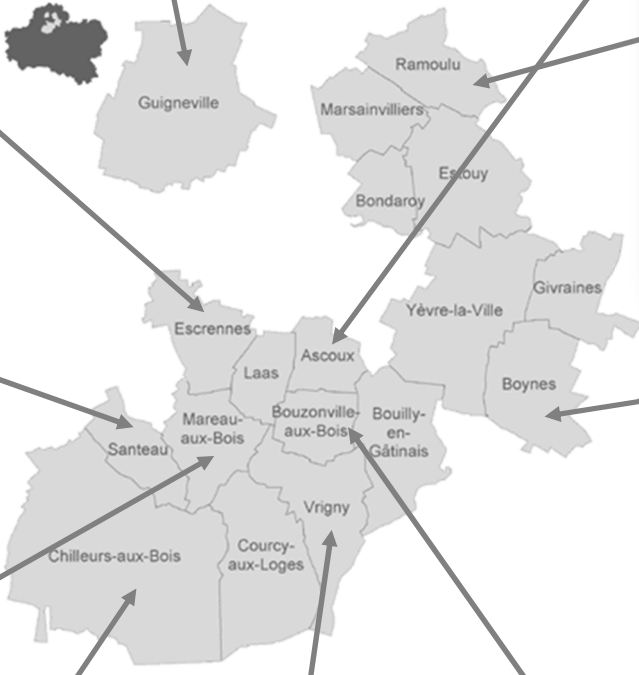 Ramoulu
Guigneville
Marsainvilliers
Estouy
Bondaroy
Givraines
Yèvre-la-Ville
Escrennes
Ascoux
Laas
Boynes
Mareau-
aux-Bois
Bouzonville-
aux-Bois
Bouilly-
en-
Gâtinais
Santeau
Vrigny
Chilleurs-aux-Bois
Courcy-
aux-Loges